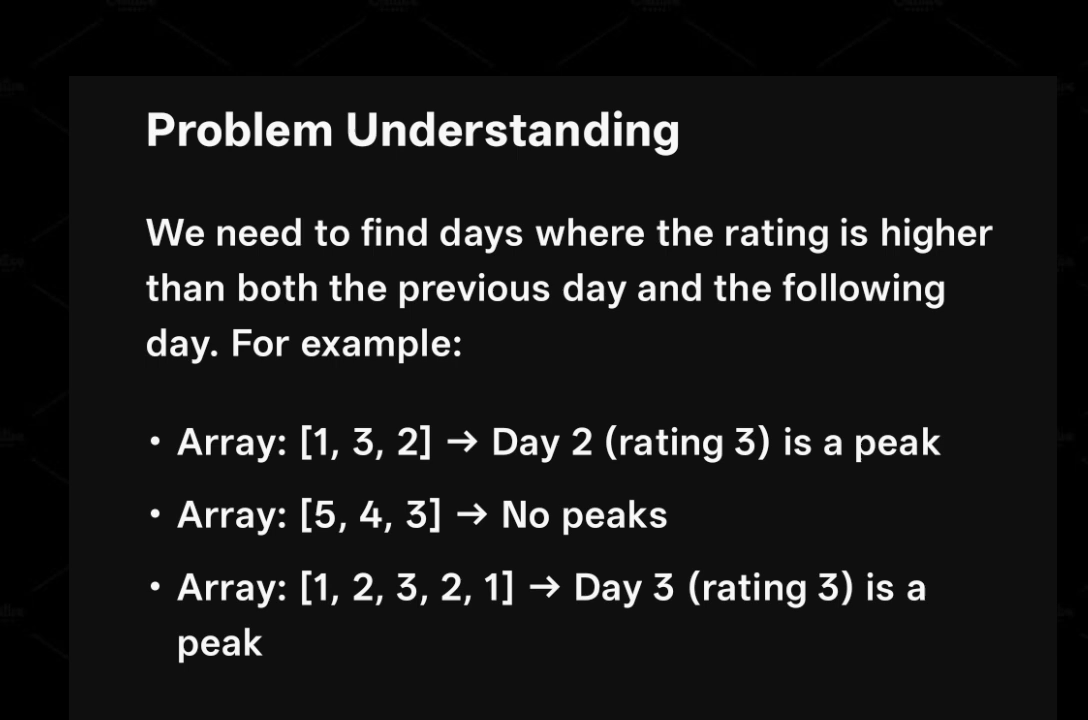 Problem Understanding
We need to find days where the rating is higher
than both the previous day and the following
day. For example:
• Array: [1, 3, 2] → Day 2 (rating 3) is a peak
• Array: [5, 4, 3] → No peaks
• Array: [1, 2, 3, 2, 1] → Day 3 (rating 3) is a
peak